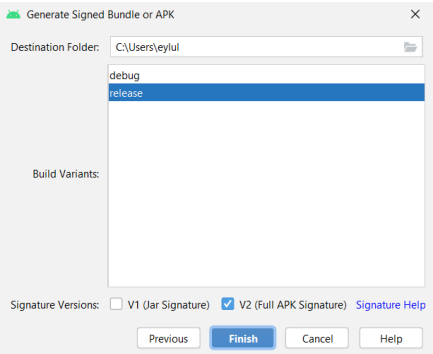 Generate Signed Bundle or APK
Destination Folder: C:\Users\eylul
debug
release
Build Variants:
Signature Versions: V1 (Jar Signature) V2 (Full APK Signature) Signature Help
Previous Finish Cancel Help